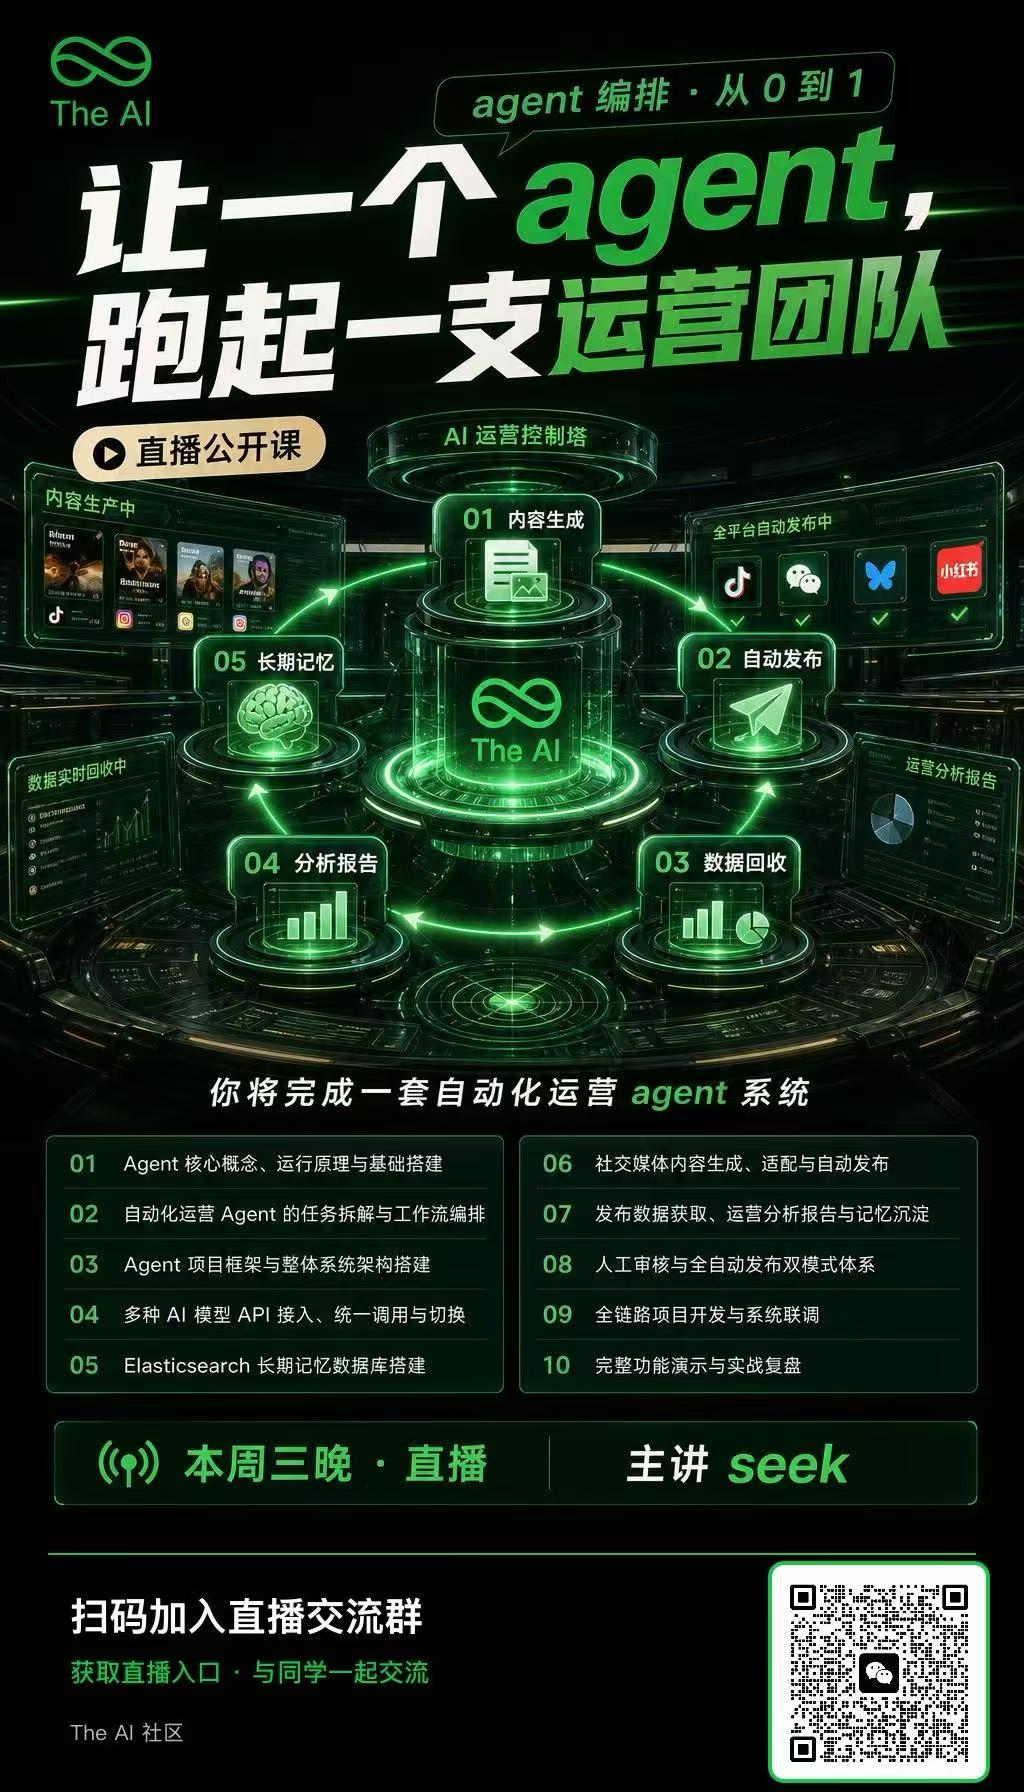 The AI
agent 编排 · 从 0 到 1
让一个 agent，
跑起一支运营团队
直播公开课
AI 运营控制塔
内容生产中
01 内容生成
全平台自动发布中
小红书
05 长期记忆
02 自动发布
The AI
数据实时回收中
运营分析报告
04 分析报告
03 数据回收
你将完成一套自动化运营 agent 系统
01 Agent 核心概念、运行原理与基础搭建
02 自动化运营 Agent 的任务拆解与工作流编排
03 Agent 项目框架与整体系统架构搭建
04 多种 AI 模型 API 接入、统一调用与切换
05 Elasticsearch 长期记忆数据库搭建
06 社交媒体内容生成、适配与自动发布
07 发布数据获取、运营分析报告与记忆沉淀
08 人工审核与全自动发布双模式体系
09 全链路项目开发与系统联调
10 完整功能演示与实战复盘
本周三晚 · 直播
主讲 seek
扫码加入直播交流群
获取直播入口 · 与同学一起交流
The AI 社区